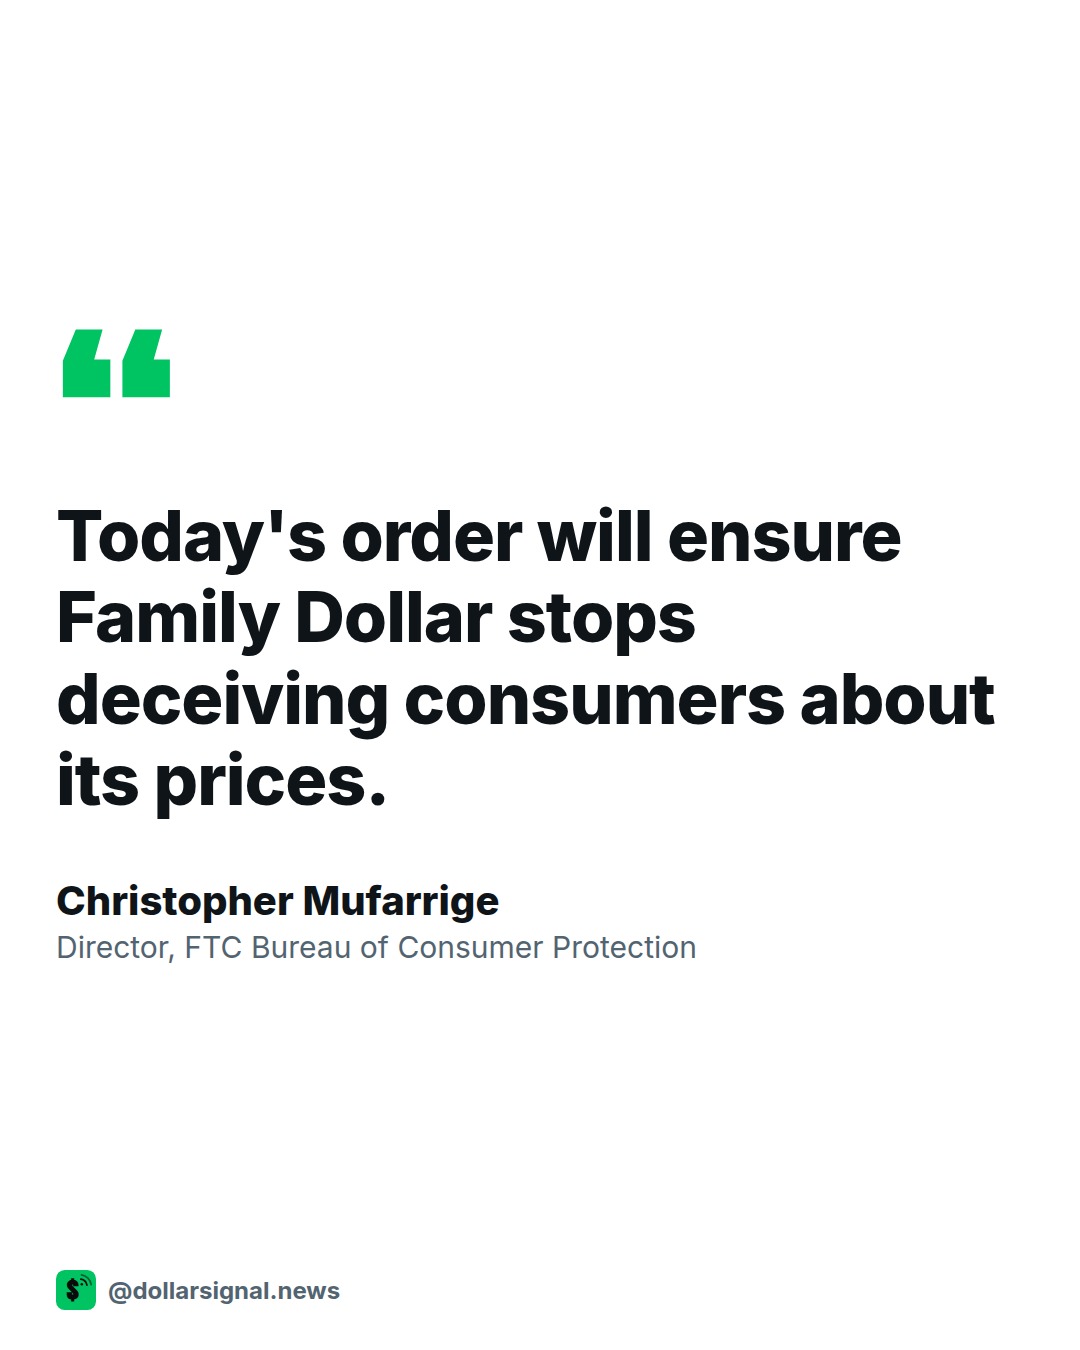 “
Today's order will ensure
Family Dollar stops
deceiving consumers about
its prices.
Christopher Mufarrige
Director, FTC Bureau of Consumer Protection
$ @dollarsignal.news